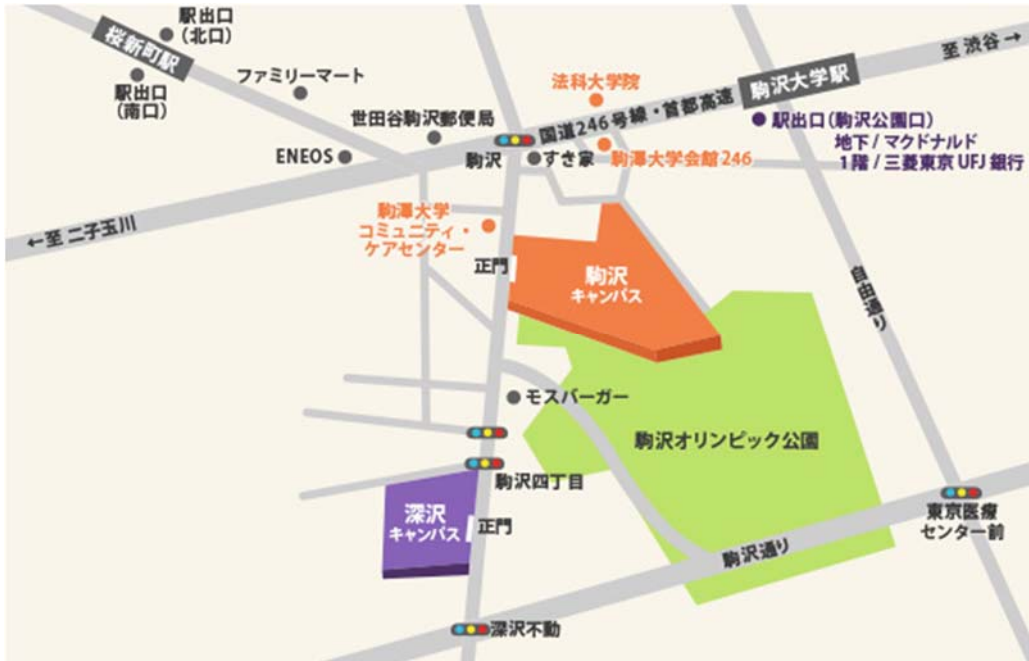 駅出口
(北口)
桜新町駅
駅出口
(南口)
ファミリーマート
世田谷駒沢郵便局
ENEOS
←至 二子玉川
法科大学院
国道246号線・首都高速
駒沢大学駅
至 渋谷→
駅出口(駒沢公園口)
地下/マクドナルド
1階/三菱東京UFJ銀行
駒沢
すき家
駒澤大学会館246
駒澤大学
コミュニティ・
ケアセンター
正門
駒沢
キャンパス
自由通り
モスバーガー
駒沢オリンピック公園
駒沢四丁目
深沢
キャンパス
正門
東京医療
センター前
駒沢通り
深沢不動